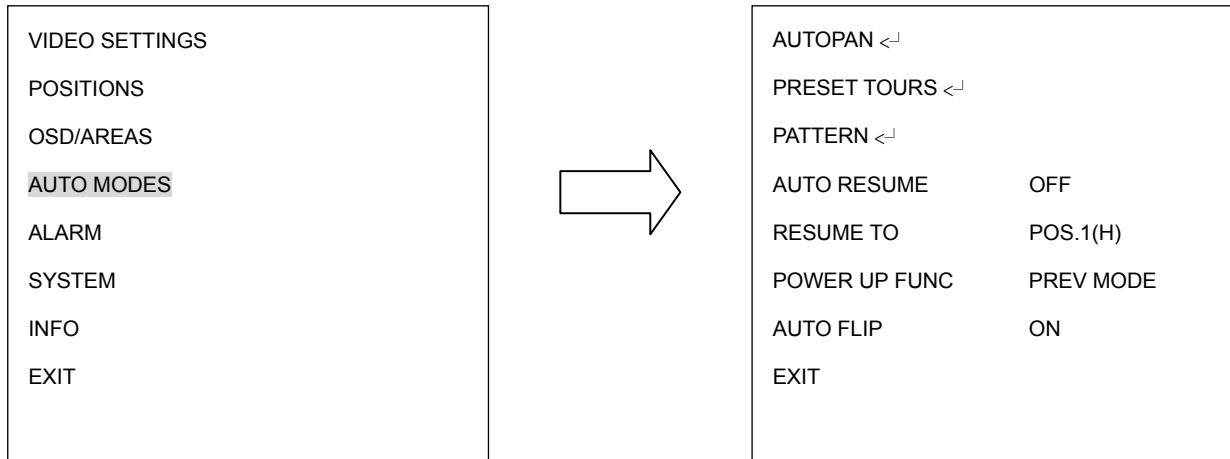 VIDEO SETTINGS
POSITIONS
OSD/AREAS
AUTO MODES
ALARM
SYSTEM
INFO
EXIT
AUTOPAN <┘
PRESET TOURS <┘
PATTERN <┘
AUTO RESUME OFF
RESUME TO POS.1(H)
POWER UP FUNC PREV MODE
AUTO FLIP ON
EXIT